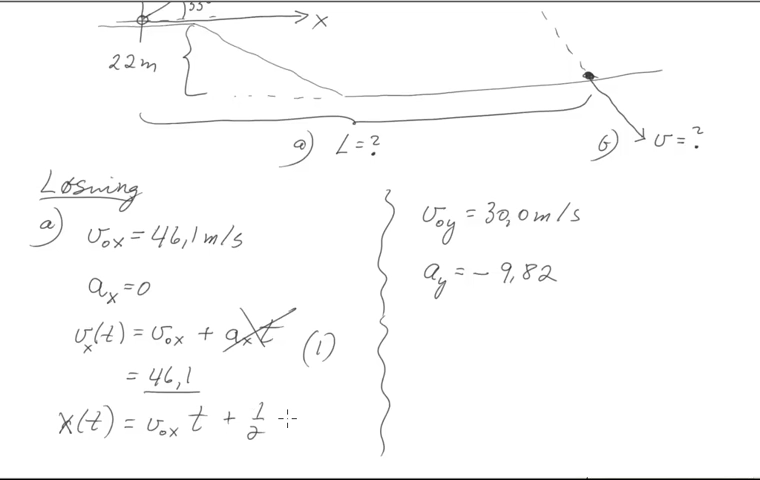 x
22m
a) L = ?
b) v = ?
Løsning
a) v₀ₓ = 46,1 m/s
aₓ = 0
vₓ(t) = v₀ₓ + aₓt (1)
= 46,1
x(t) = v₀ₓ t + 1/2
v₀y = 30,0 m/s
ay = - 9,82